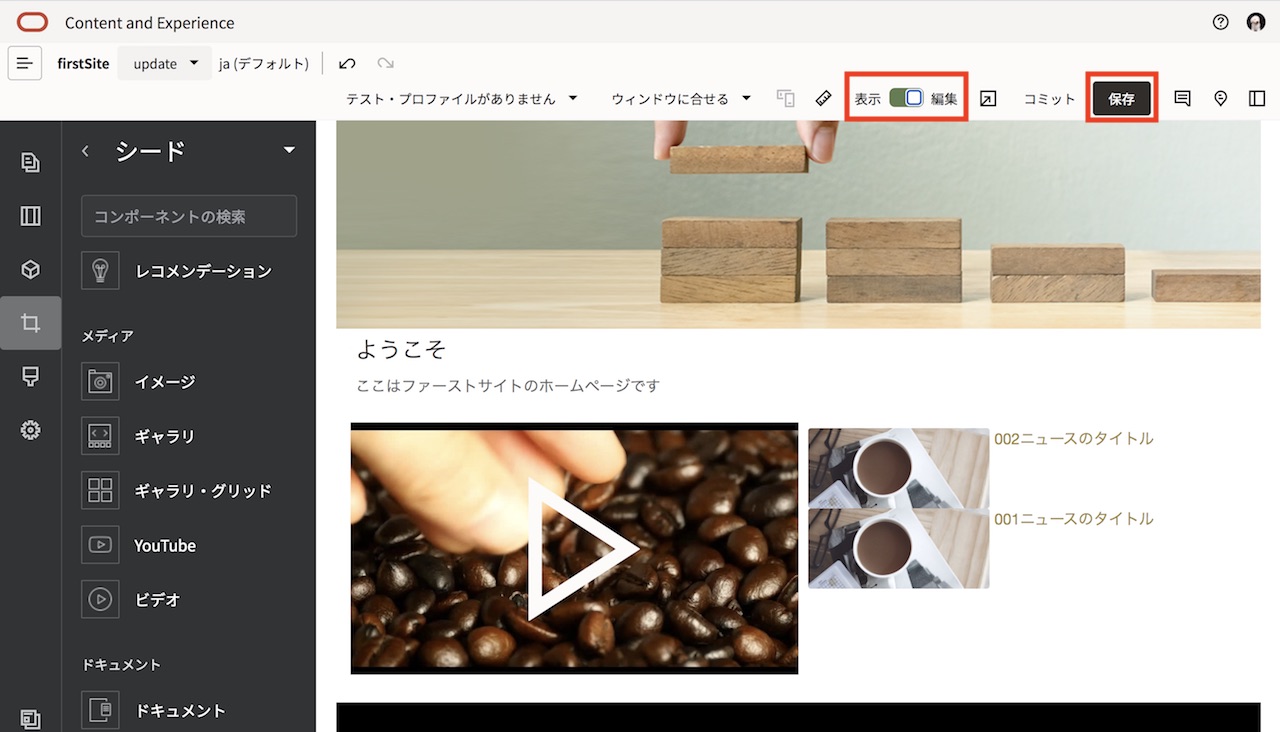 Content and Experience
firstSite
update
ja (デフォルト)
テスト・プロファイルがありません
ウィンドウに合せる
表示
編集
コミット
保存
シード
コンポーネントの検索
レコメンデーション
メディア
イメージ
ギャラリ
ギャラリ・グリッド
YouTube
ビデオ
ドキュメント
ドキュメント
ようこそ
ここはファーストサイトのホームページです
002ニュースのタイトル
001ニュースのタイトル